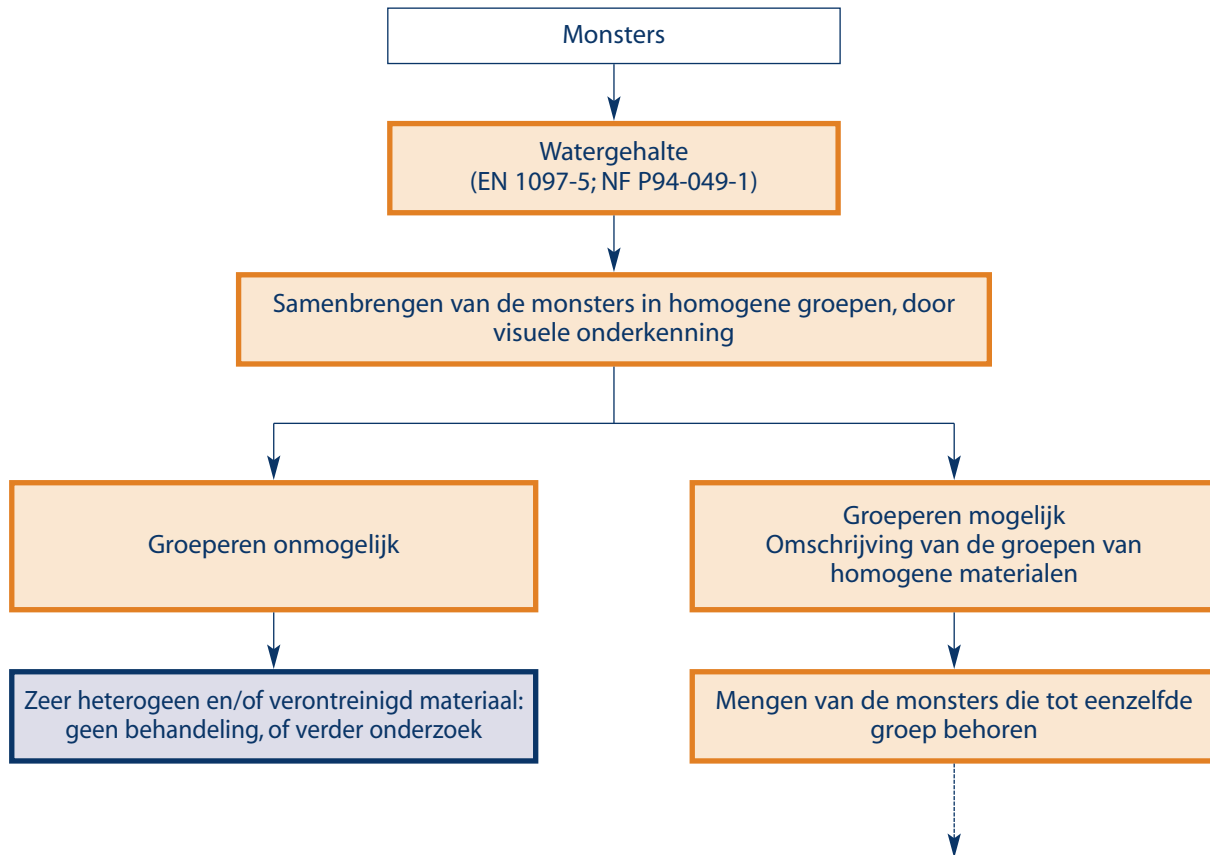 Monsters
Watergehalte
(EN 1097-5; NF P94-049-1)
Samenbrengen van de monsters in homogene groepen, door
visuele onderkenning
Groeperen onmogelijk
Groeperen mogelijk
Omschrijving van de groepen van
homogene materialen
Zeer heterogeen en/of verontreinigd materiaal:
geen behandeling, of verder onderzoek
Mengen van de monsters die tot eenzelfde
groep behoren